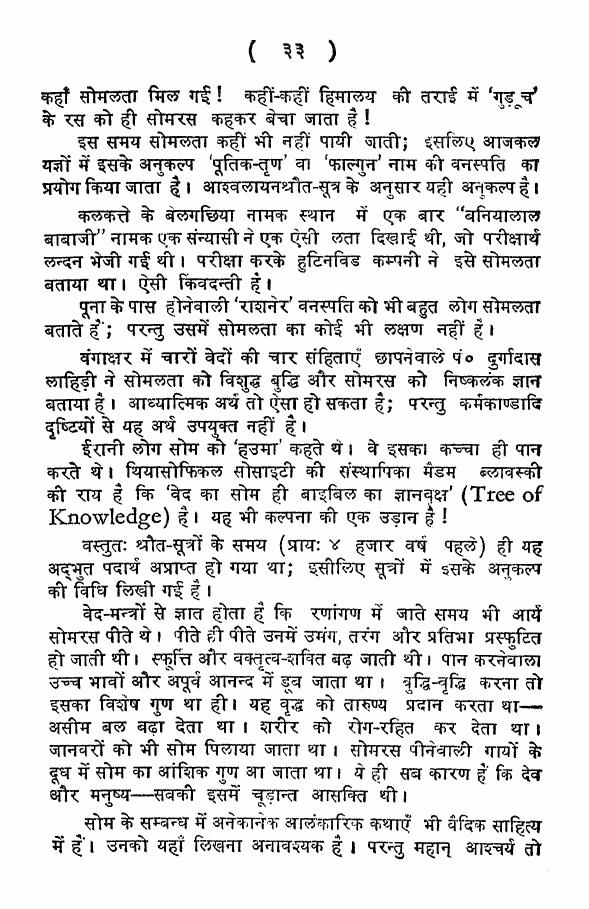 ( ३३ )
कहाँ सोमलता मिल गई! कहीं-कहीं हिमालय की तराई में 'गुडूच'
के रस को ही सोमरस कहकर बेचा जाता है!
इस समय सोमलता कहीं भी नहीं पायी जाती; इसलिए आजकल
यज्ञों में इसके अनुकल्प 'पूतिक-तृण' वा 'फाल्गुन' नाम की वनस्पति का
प्रयोग किया जाता है। आश्वलायनश्रौत-सूत्र के अनुसार यही अनुकल्प है।
कलकत्ते के बेलगछिया नामक स्थान में एक बार "बनियालाल
बाबाजी" नामक एक संन्यासी ने एक ऐसी लता दिखाई थी, जो परीक्षार्थ
लन्दन भेजी गई थी। परीक्षा करके हुटिनविड कम्पनी ने इसे सोमलता
बताया था। ऐसी किंवदन्ती है।
पूना के पास होनेवाली 'राशनेर' वनस्पति को भी बहुत लोग सोमलता
बताते हैं; परन्तु उसमें सोमलता का कोई भी लक्षण नहीं है।
वंगाक्षर में चारों वेदों की चार संहिताएँ छापनेवाले पं० दुर्गादास
लाहिड़ी ने सोमलता को विशुद्ध बुद्धि और सोमरस को निष्कलंक ज्ञान
बताया है। आध्यात्मिक अर्थ तो ऐसा हो सकता है; परन्तु कर्मकाण्डादि
दृष्टियों से यह अर्थ उपयुक्त नहीं है।
ईरानी लोग सोम को 'हउमा' कहते थे। वे इसका कच्चा ही पान
करते थे। थियासोफिकल सोसाइटी की संस्थापिका मैडम ब्लावस्की
की राय है कि 'वेद का सोम ही बाइबिल का ज्ञानवृक्ष' (Tree of
Knowledge) है। यह भी कल्पना की एक उड़ान है!
वस्तुतः श्रौत-सूत्रों के समय (प्रायः ४ हजार वर्ष पहले) ही यह
अद्भुत पदार्थ अप्राप्त हो गया था; इसीलिए सूत्रों में इसके अनुकल्प
की विधि लिखी गई है।
वेद-मन्त्रों से ज्ञात होता है कि रणांगण में जाते समय भी आर्य
सोमरस पीते थे। पीते ही पीते उनमें उमंग, तरंग और प्रतिभा प्रस्फुटित
हो जाती थी। स्फूर्त्ति और वक्तृत्व-शक्ति बढ़ जाती थी। पान करनेवाला
उच्च भावों और अपूर्व आनन्द में डूब जाता था। बुद्धि-वृद्धि करना तो
इसका विशेष गुण था ही। यह वृद्ध को तारुण्य प्रदान करता था—
असीम बल बढ़ा देता था। शरीर को रोग-रहित कर देता था।
जानवरों को भी सोम पिलाया जाता था। सोमरस पीनेवाली गायों के
दूध में सोम का आंशिक गुण आ जाता था। ये ही सब कारण हैं कि देव
और मनुष्य—सबकी इसमें चूड़ान्त आसक्ति थी।
सोम के सम्बन्ध में अनेकानेक आलंकारिक कथाएँ भी वैदिक साहित्य
में हैं। उनको यहाँ लिखना अनावश्यक है। परन्तु महान् आश्चर्य तो